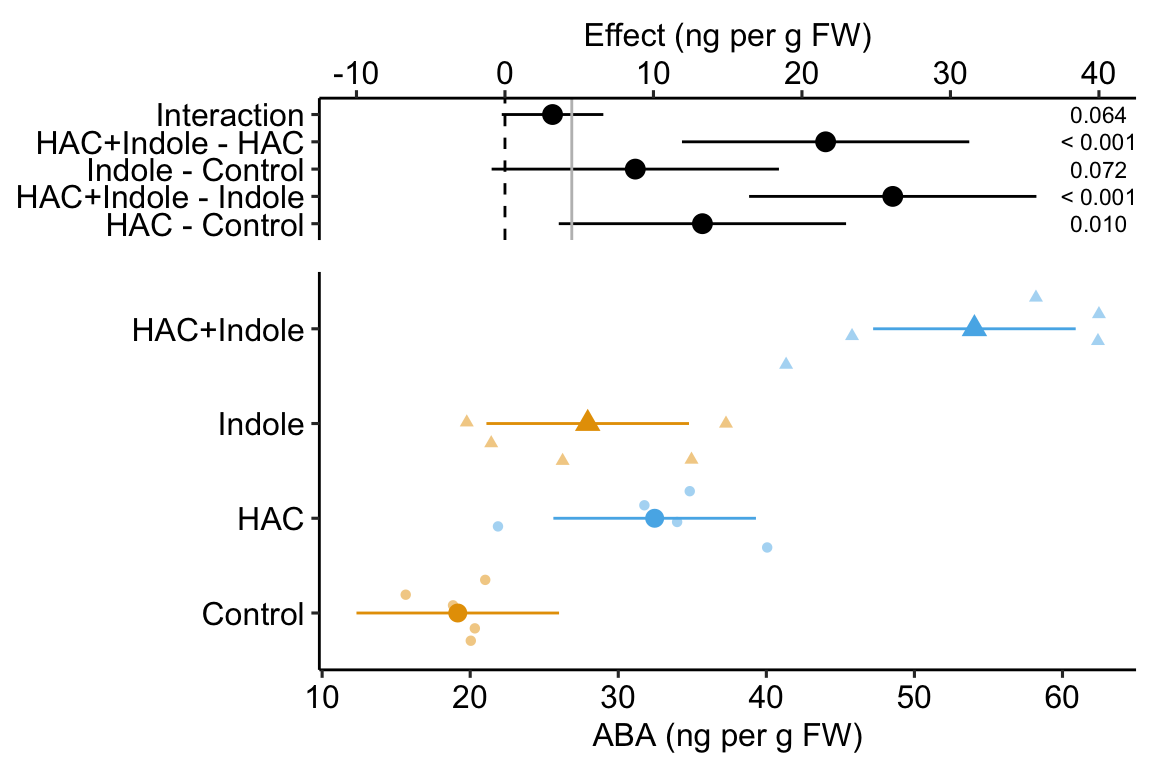 Effect (ng per g FW)
-10 0 10 20 30 40
Interaction 0.064
HAC+Indole - HAC < 0.001
Indole - Control 0.072
HAC+Indole - Indole < 0.001
HAC - Control 0.010
HAC+Indole
Indole
HAC
Control
10 20 30 40 50 60
ABA (ng per g FW)